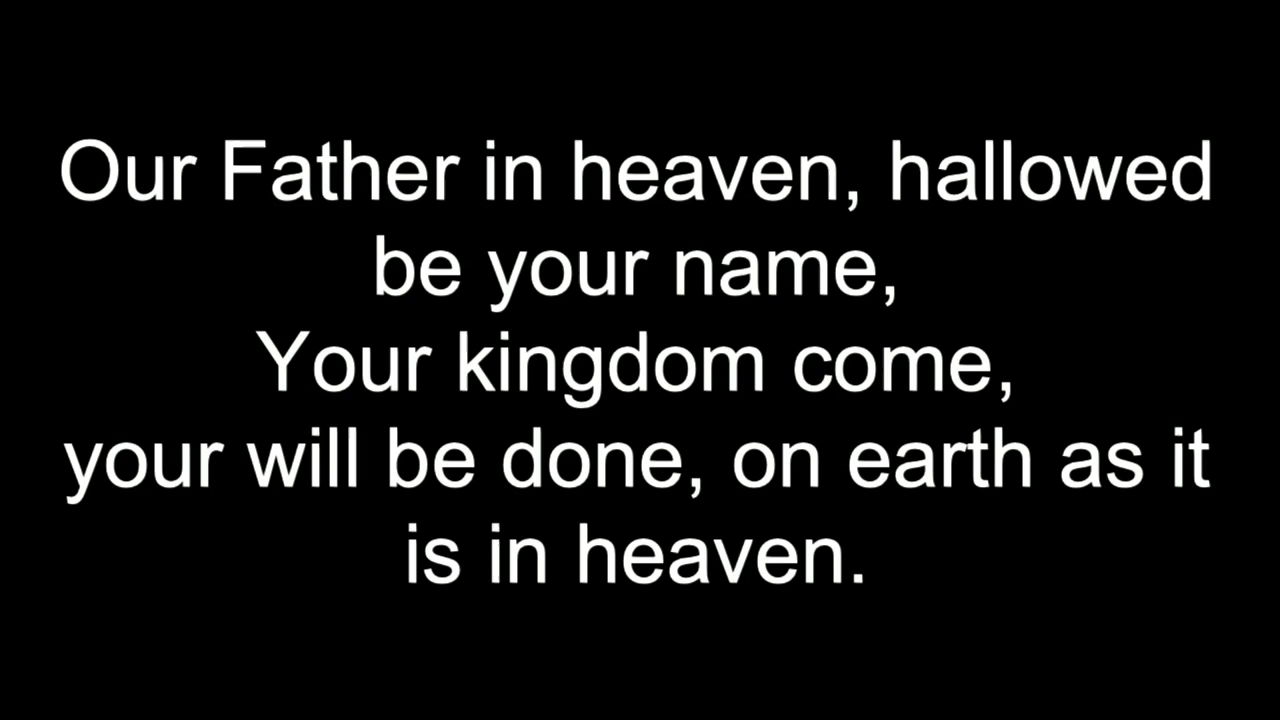 Our Father in heaven, hallowed
be your name,
Your kingdom come,
your will be done, on earth as it
is in heaven.